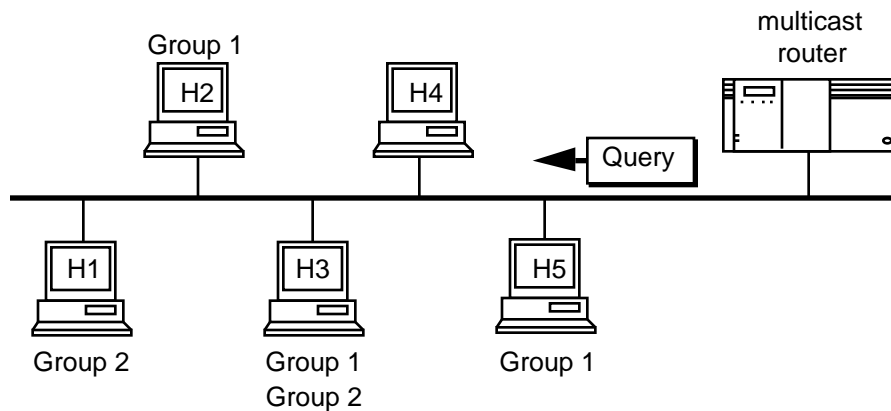 multicast
router
Group 1
H2
H4
Query
H1
H3
H5
Group 2
Group 1
Group 2
Group 1